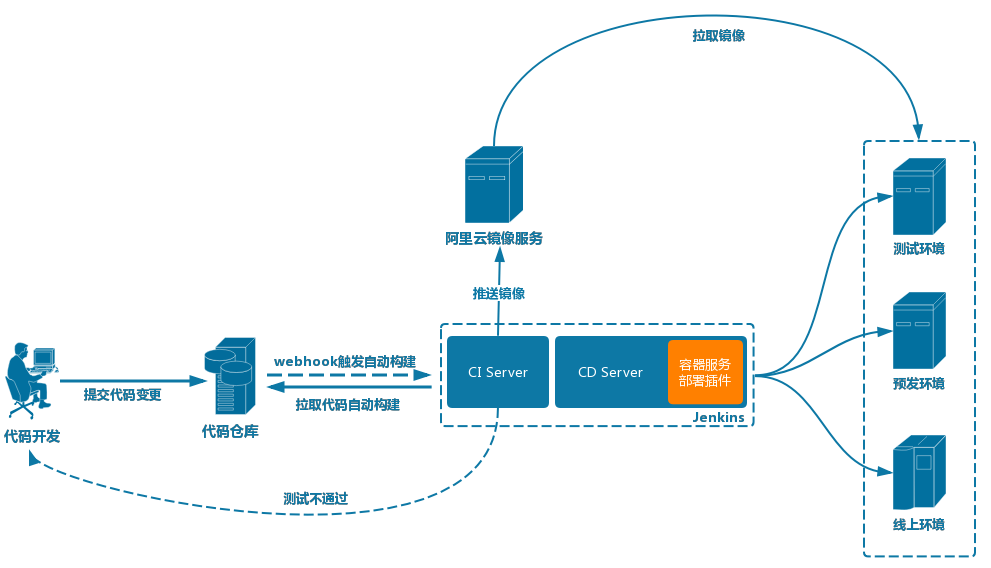 拉取镜像
阿里云镜像服务
测试环境
推送镜像
webhook触发自动构建
CI Server
CD Server
容器服务
部署插件
预发环境
提交代码变更
拉取代码自动构建
Jenkins
代码开发
代码仓库
测试不通过
线上环境